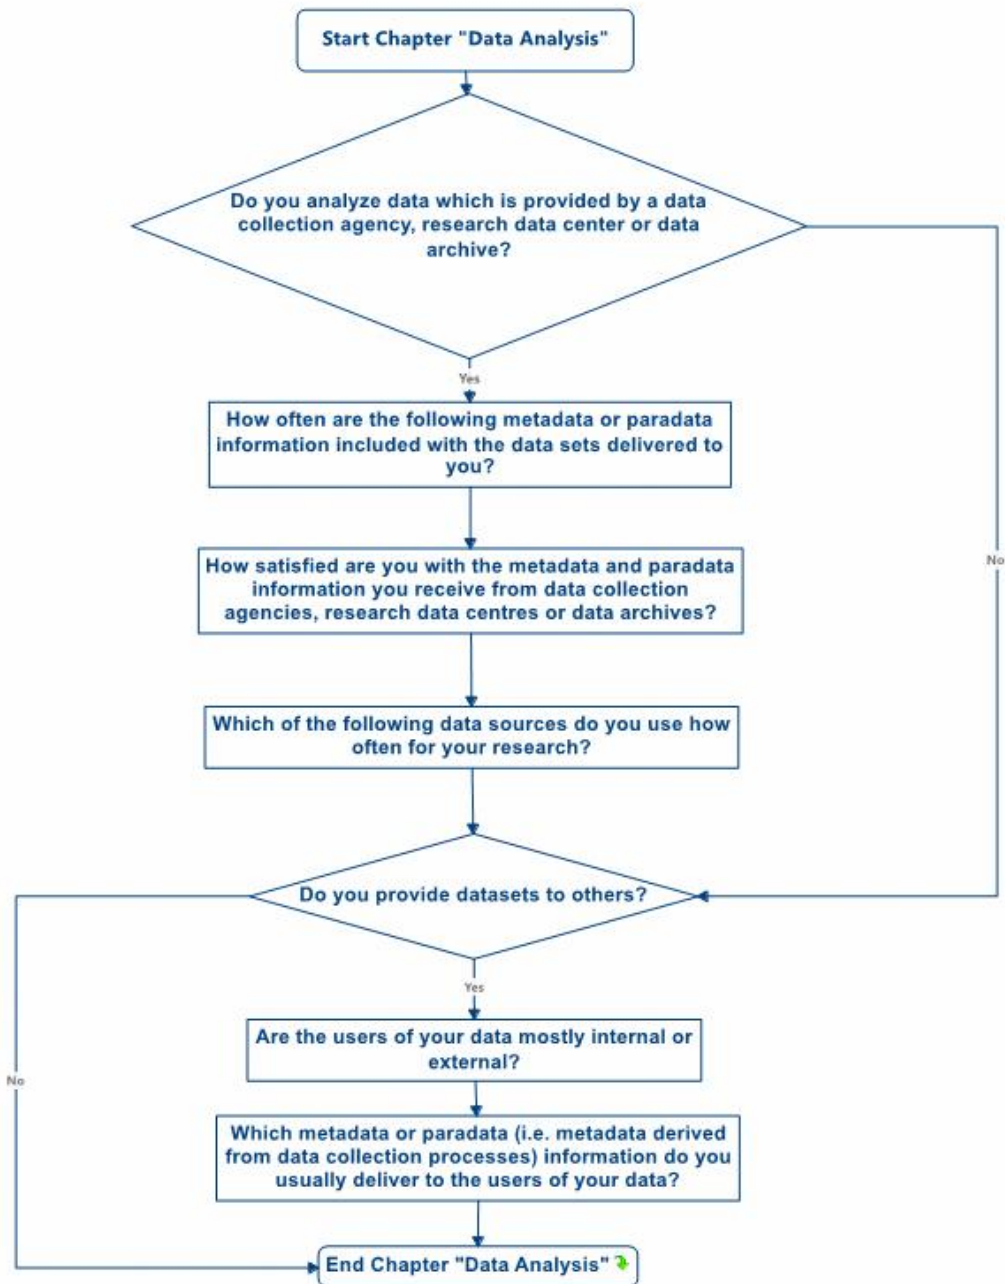 Start Chapter "Data Analysis"
Do you analyze data which is provided by a data
collection agency, research data center or data
archive?
Yes
How often are the following metadata or paradata
information included with the data sets delivered to
you?
No
How satisfied are you with the metadata and paradata
information you receive from data collection
agencies, research data centres or data archives?
Which of the following data sources do you use how
often for your research?
Do you provide datasets to others?
Yes
Are the users of your data mostly internal or
external?
No
Which metadata or paradata (i.e. metadata derived
from data collection processes) information do you
usually deliver to the users of your data?
End Chapter "Data Analysis"